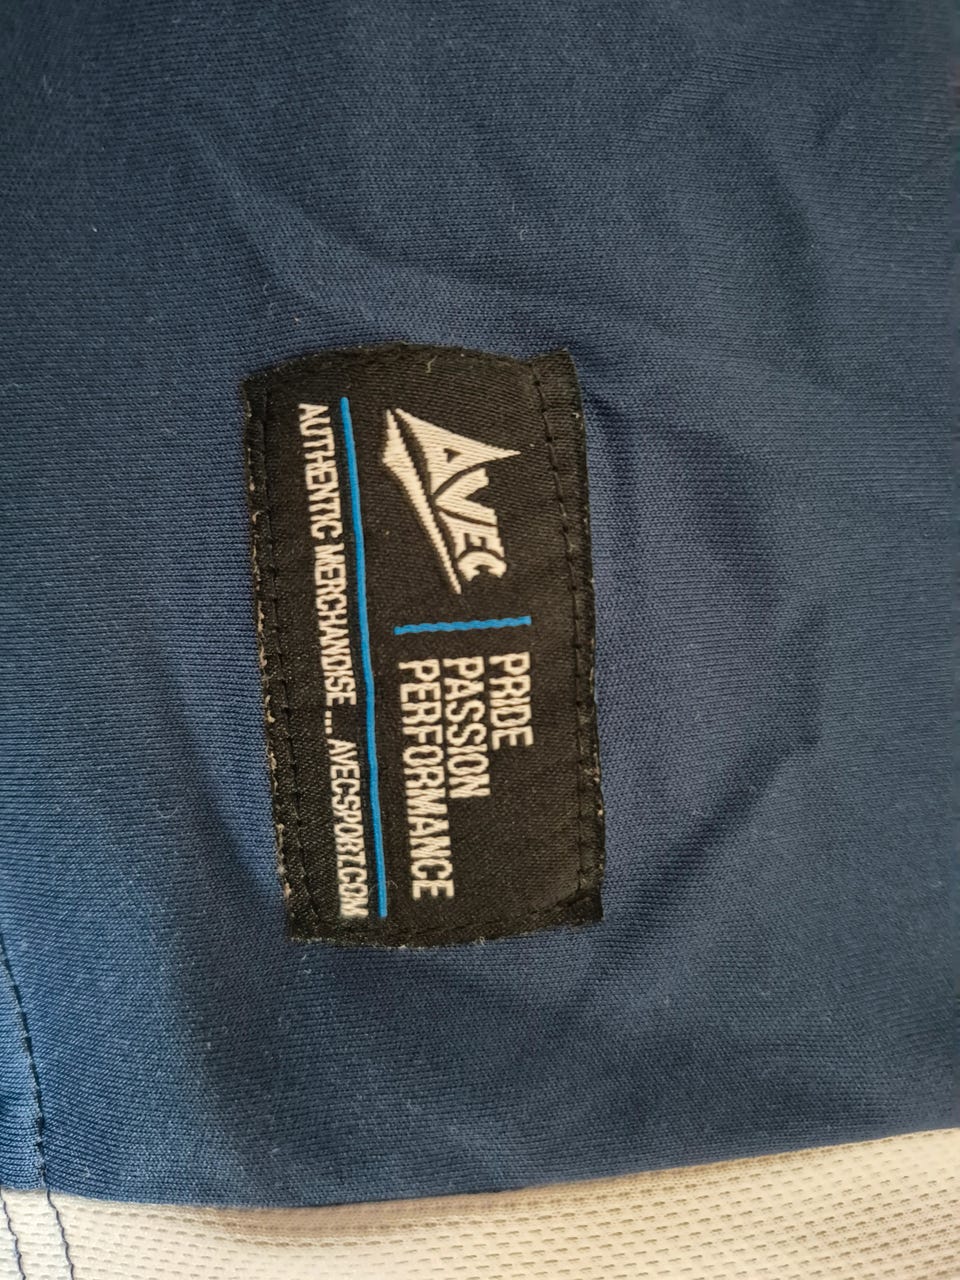 AVEC
PRIDE
PASSION
PERFORMANCE
AUTHENTIC MERCHANDISE... AVECSPORT.COM